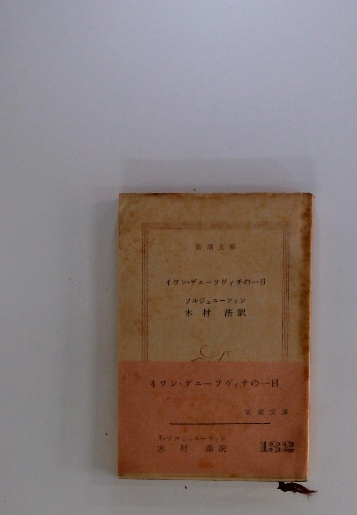 新潮文庫
イワン・デニーソヴィチの一日
ソルジェニーツィン
木村 浩訳
イワン・デニーソヴィチの一日
新潮文庫
A・ソルジェニーツィン
木村 浩訳
132